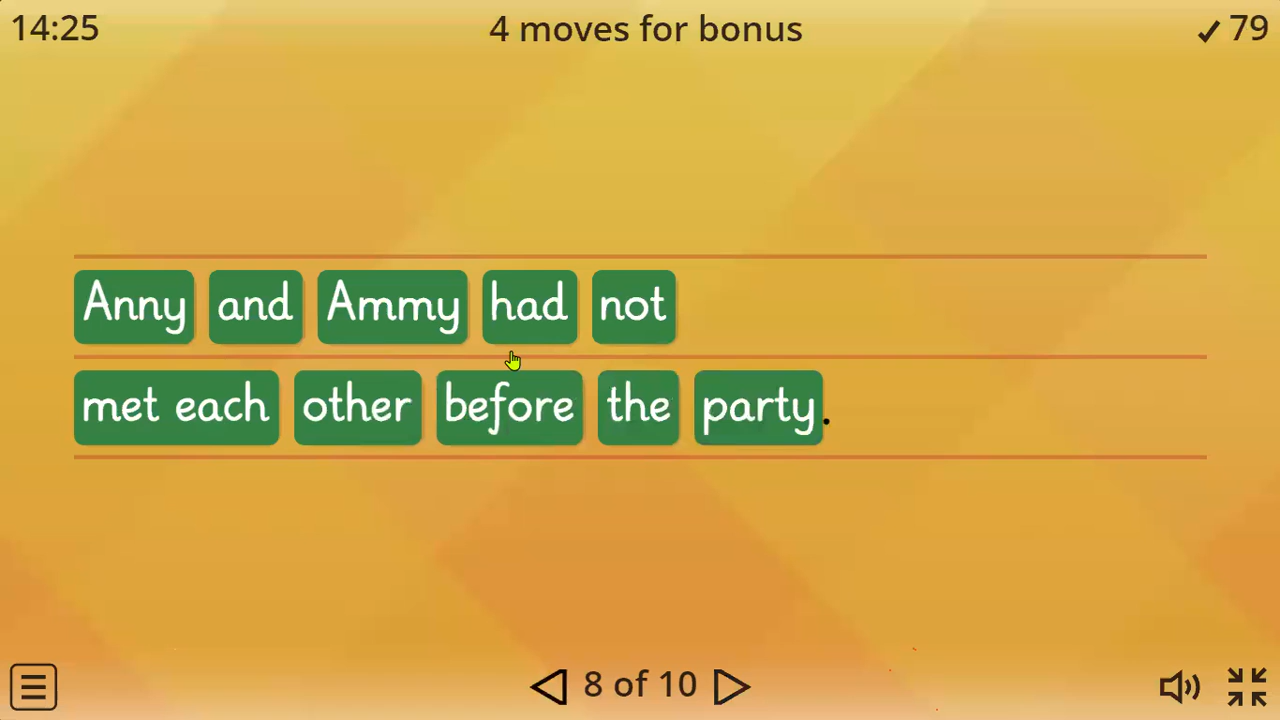 14:25
4 moves for bonus
✓ 79
Anny and Ammy had not
met each other before the party.
8 of 10